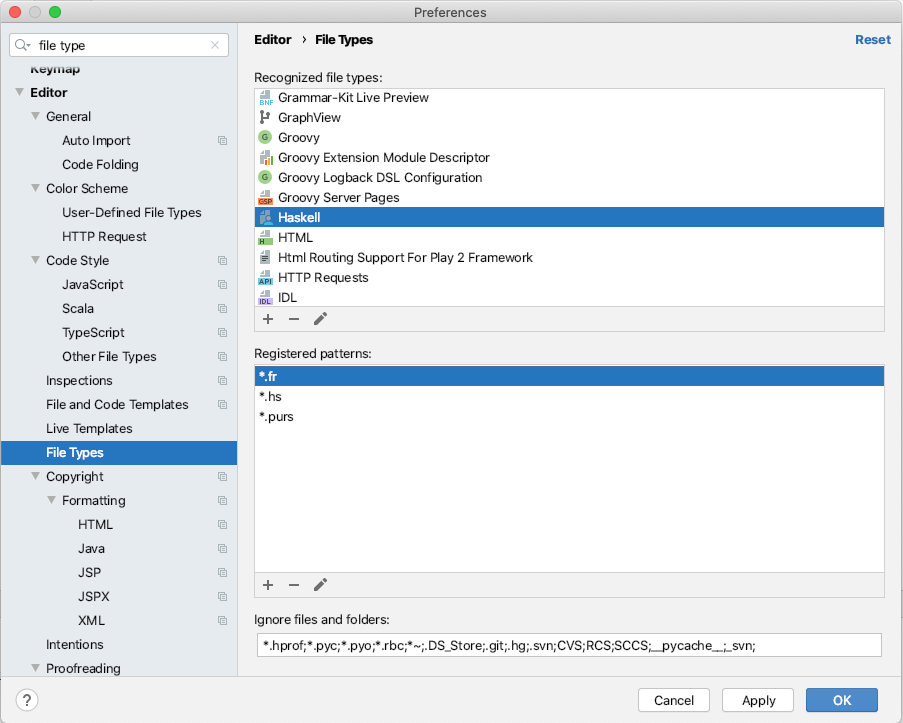 Preferences
file type
Keymap
Editor
General
Auto Import
Code Folding
Color Scheme
User-Defined File Types
HTTP Request
Code Style
JavaScript
Scala
TypeScript
Other File Types
Inspections
File and Code Templates
Live Templates
File Types
Copyright
Formatting
HTML
Java
JSP
JSPX
XML
Intentions
Proofreading
Editor › File Types
Reset
Recognized file types:
BNF Grammar-Kit Live Preview
GraphView
G Groovy
Groovy Extension Module Descriptor
G Groovy Logback DSL Configuration
GSP Groovy Server Pages
Haskell
H HTML
Html Routing Support For Play 2 Framework
API HTTP Requests
IDL IDL
Registered patterns:
*.fr
*.hs
*.purs
Ignore files and folders:
*.hprof;*.pyc;*.pyo;*.rbc;*~;.DS_Store;.git;.hg;.svn;CVS;RCS;SCCS;__pycache__;_svn;
?
Cancel
Apply
OK